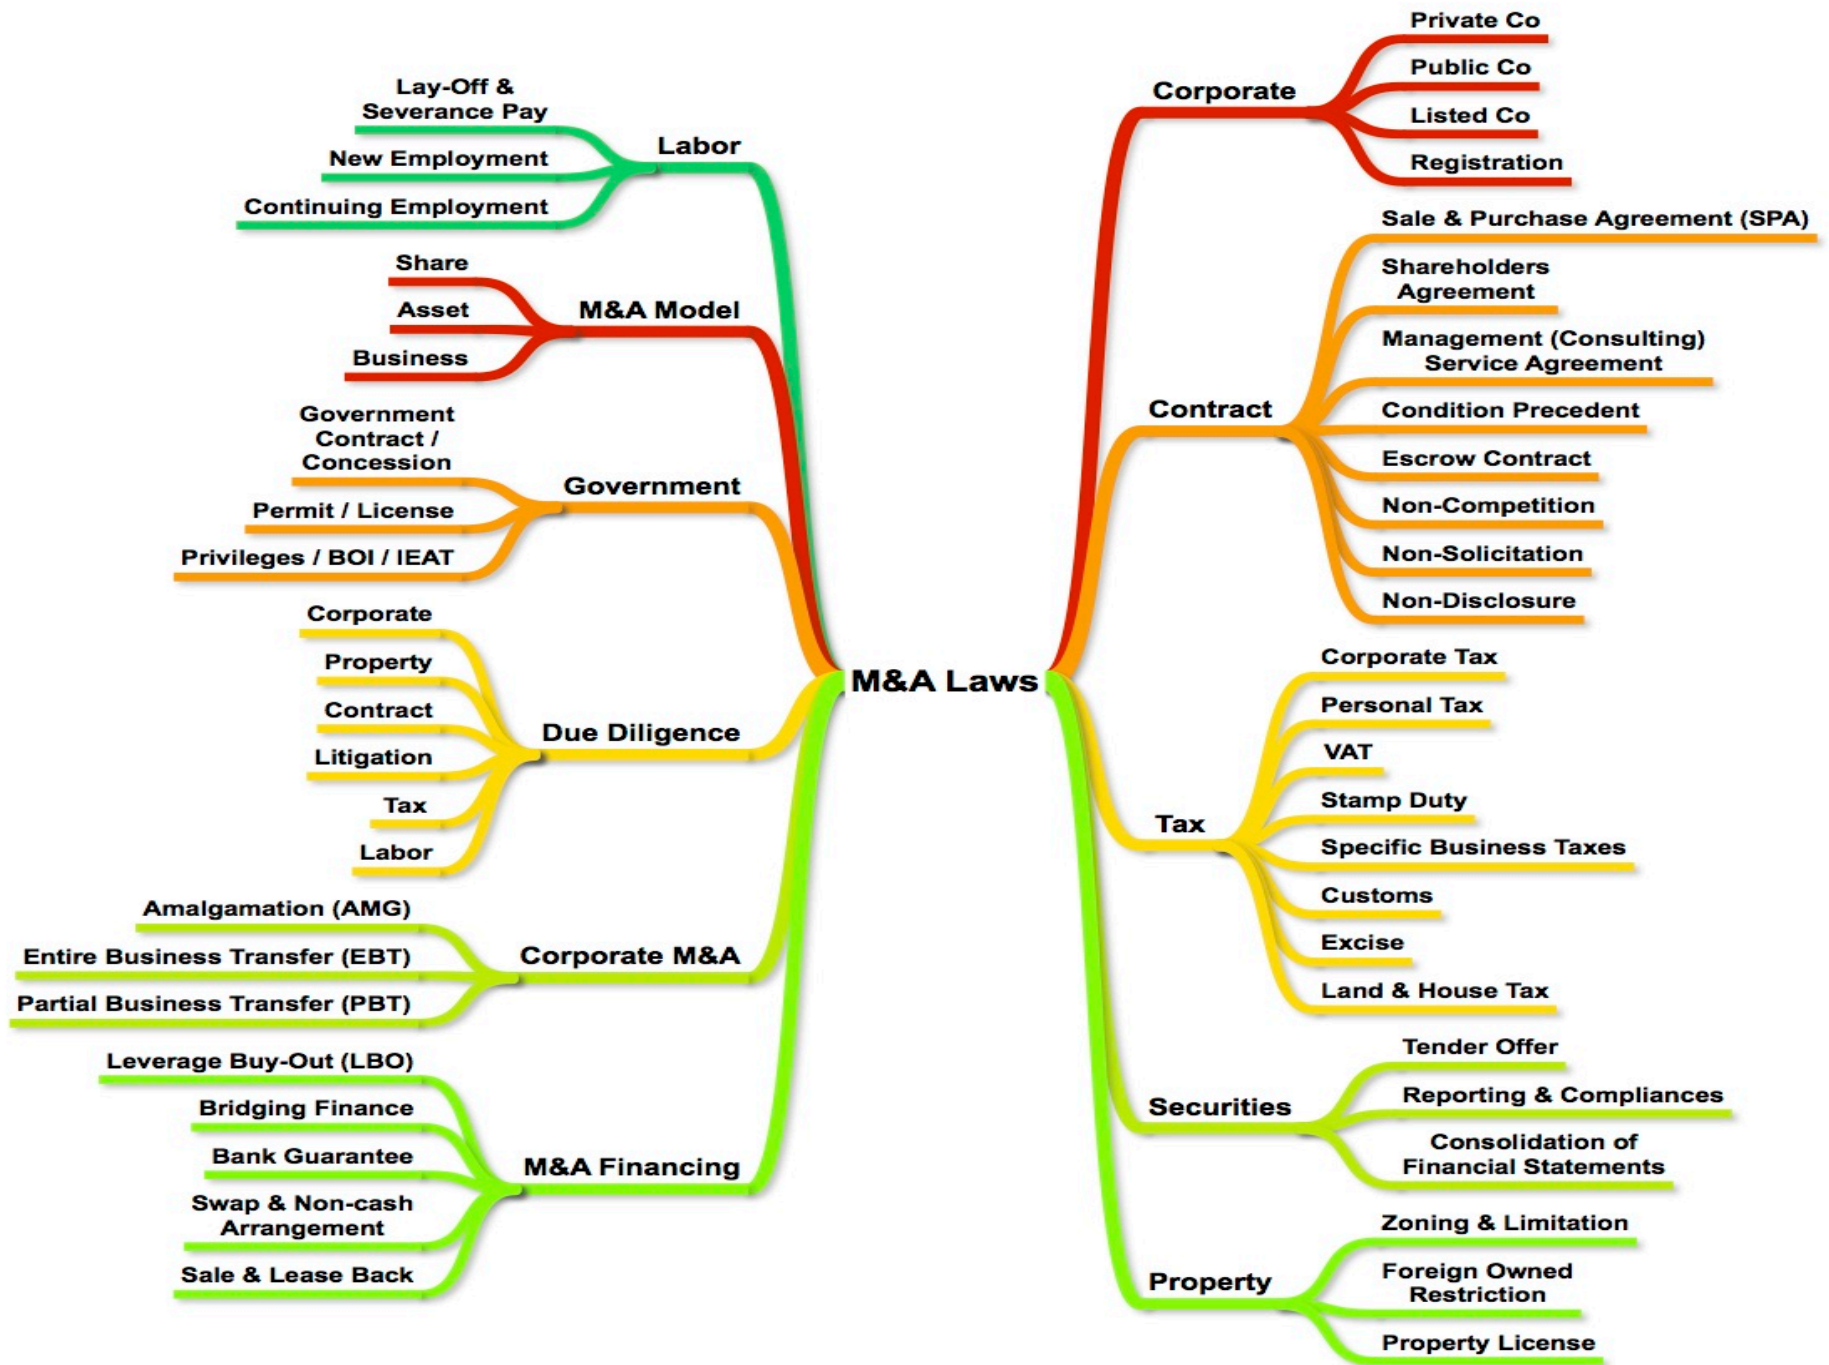 M&A Laws
Corporate
Private Co
Public Co
Listed Co
Registration
Contract
Sale & Purchase Agreement (SPA)
Shareholders
Agreement
Management (Consulting)
Service Agreement
Condition Precedent
Escrow Contract
Non-Competition
Non-Solicitation
Non-Disclosure
Tax
Corporate Tax
Personal Tax
VAT
Stamp Duty
Specific Business Taxes
Customs
Excise
Land & House Tax
Securities
Tender Offer
Reporting & Compliances
Consolidation of
Financial Statements
Property
Zoning & Limitation
Foreign Owned
Restriction
Property License
Labor
Lay-Off &
Severance Pay
New Employment
Continuing Employment
M&A Model
Share
Asset
Business
Government
Government
Contract /
Concession
Permit / License
Privileges / BOI / IEAT
Due Diligence
Corporate
Property
Contract
Litigation
Tax
Labor
Corporate M&A
Amalgamation (AMG)
Entire Business Transfer (EBT)
Partial Business Transfer (PBT)
M&A Financing
Leverage Buy-Out (LBO)
Bridging Finance
Bank Guarantee
Swap & Non-cash
Arrangement
Sale & Lease Back